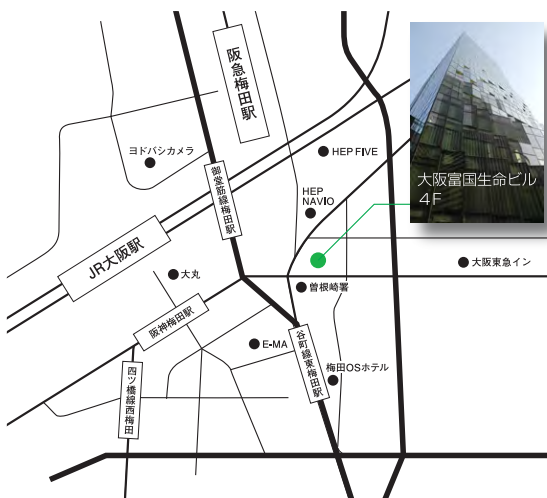 阪急梅田駅
ヨドバシカメラ
HEP FIVE
御堂筋線梅田駅
HEP
NAVIO
大阪富国生命ビル
4F
JR大阪駅
大丸
大阪東急イン
曽根崎署
阪神梅田駅
E-MA
谷町線東梅田駅
梅田OSホテル
四ツ橋線西梅田